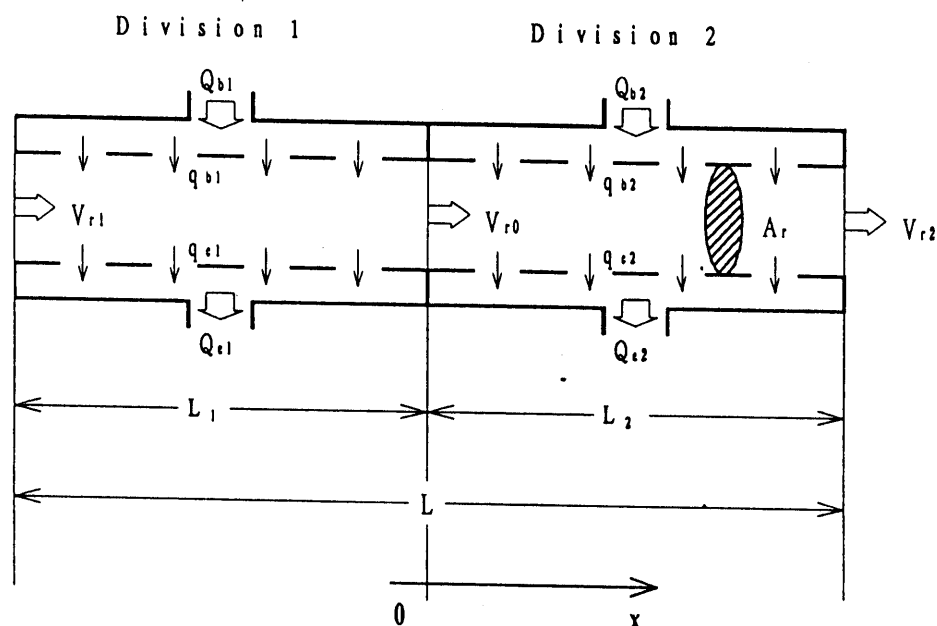 Division 1 Division 2
Qb1 Qb2
qb1 qb2
Vr1 Vr0 Ar Vr2
qe1 qe2
Qe1 Qe2
L1 L2
L
0 x